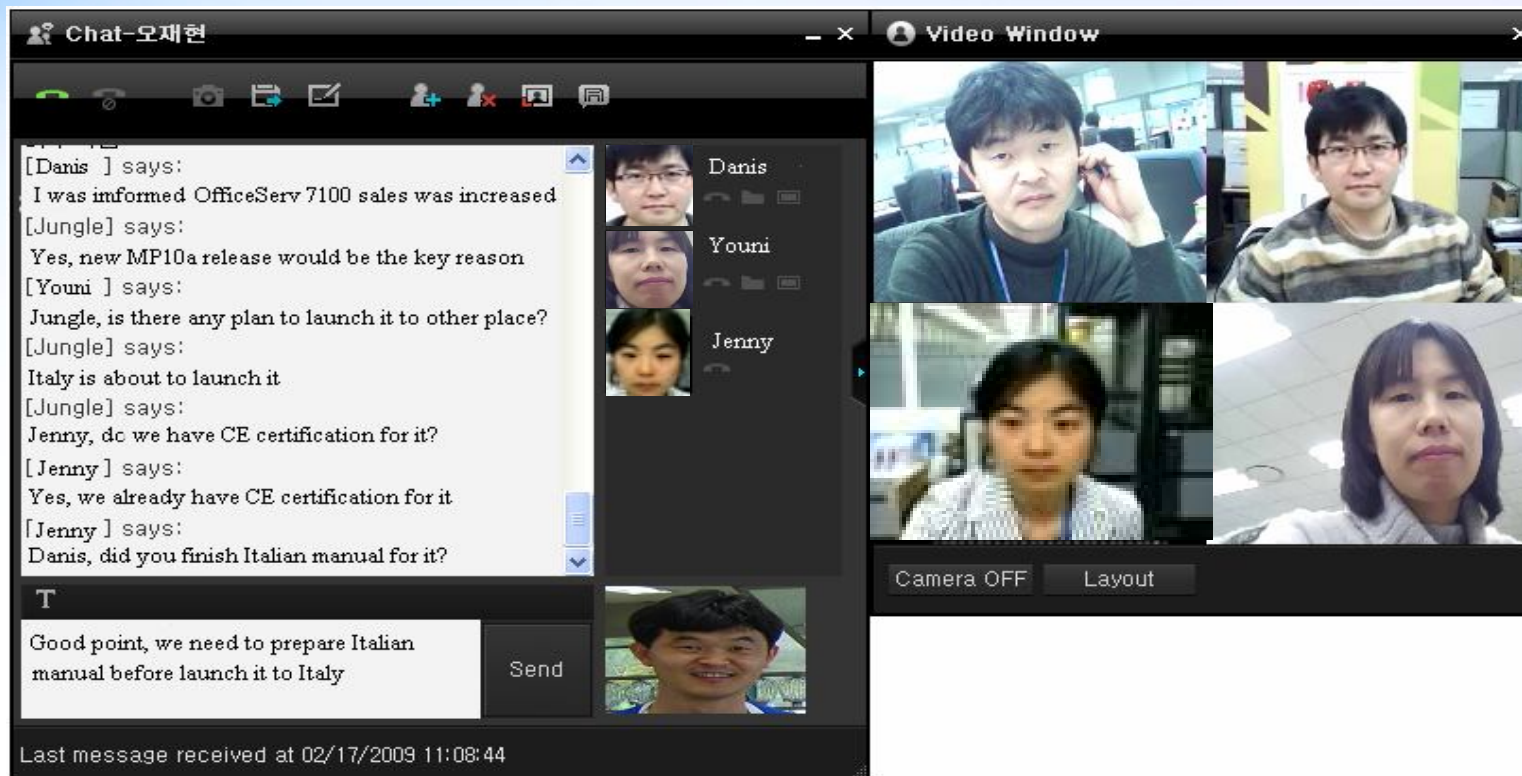 Chat-오재현
[Danis ] says:
I was imformed OfficeServ 7100 sales was increased
[Jungle] says:
Yes, new MP10a release would be the key reason
[Youni ] says:
Jungle, is there any plan to launch it to other place?
[Jungle] says:
Italy is about to launch it
[Jungle] says:
Jenny, do we have CE certification for it?
[Jenny ] says:
Yes, we already have CE certification for it
[Jenny ] says:
Danis, did you finish Italian manual for it?
T
Good point, we need to prepare Italian
manual before launch it to Italy
Send
Last message received at 02/17/2009 11:08:44
Danis
Youni
Jenny
Video Window
Camera OFF
Layout